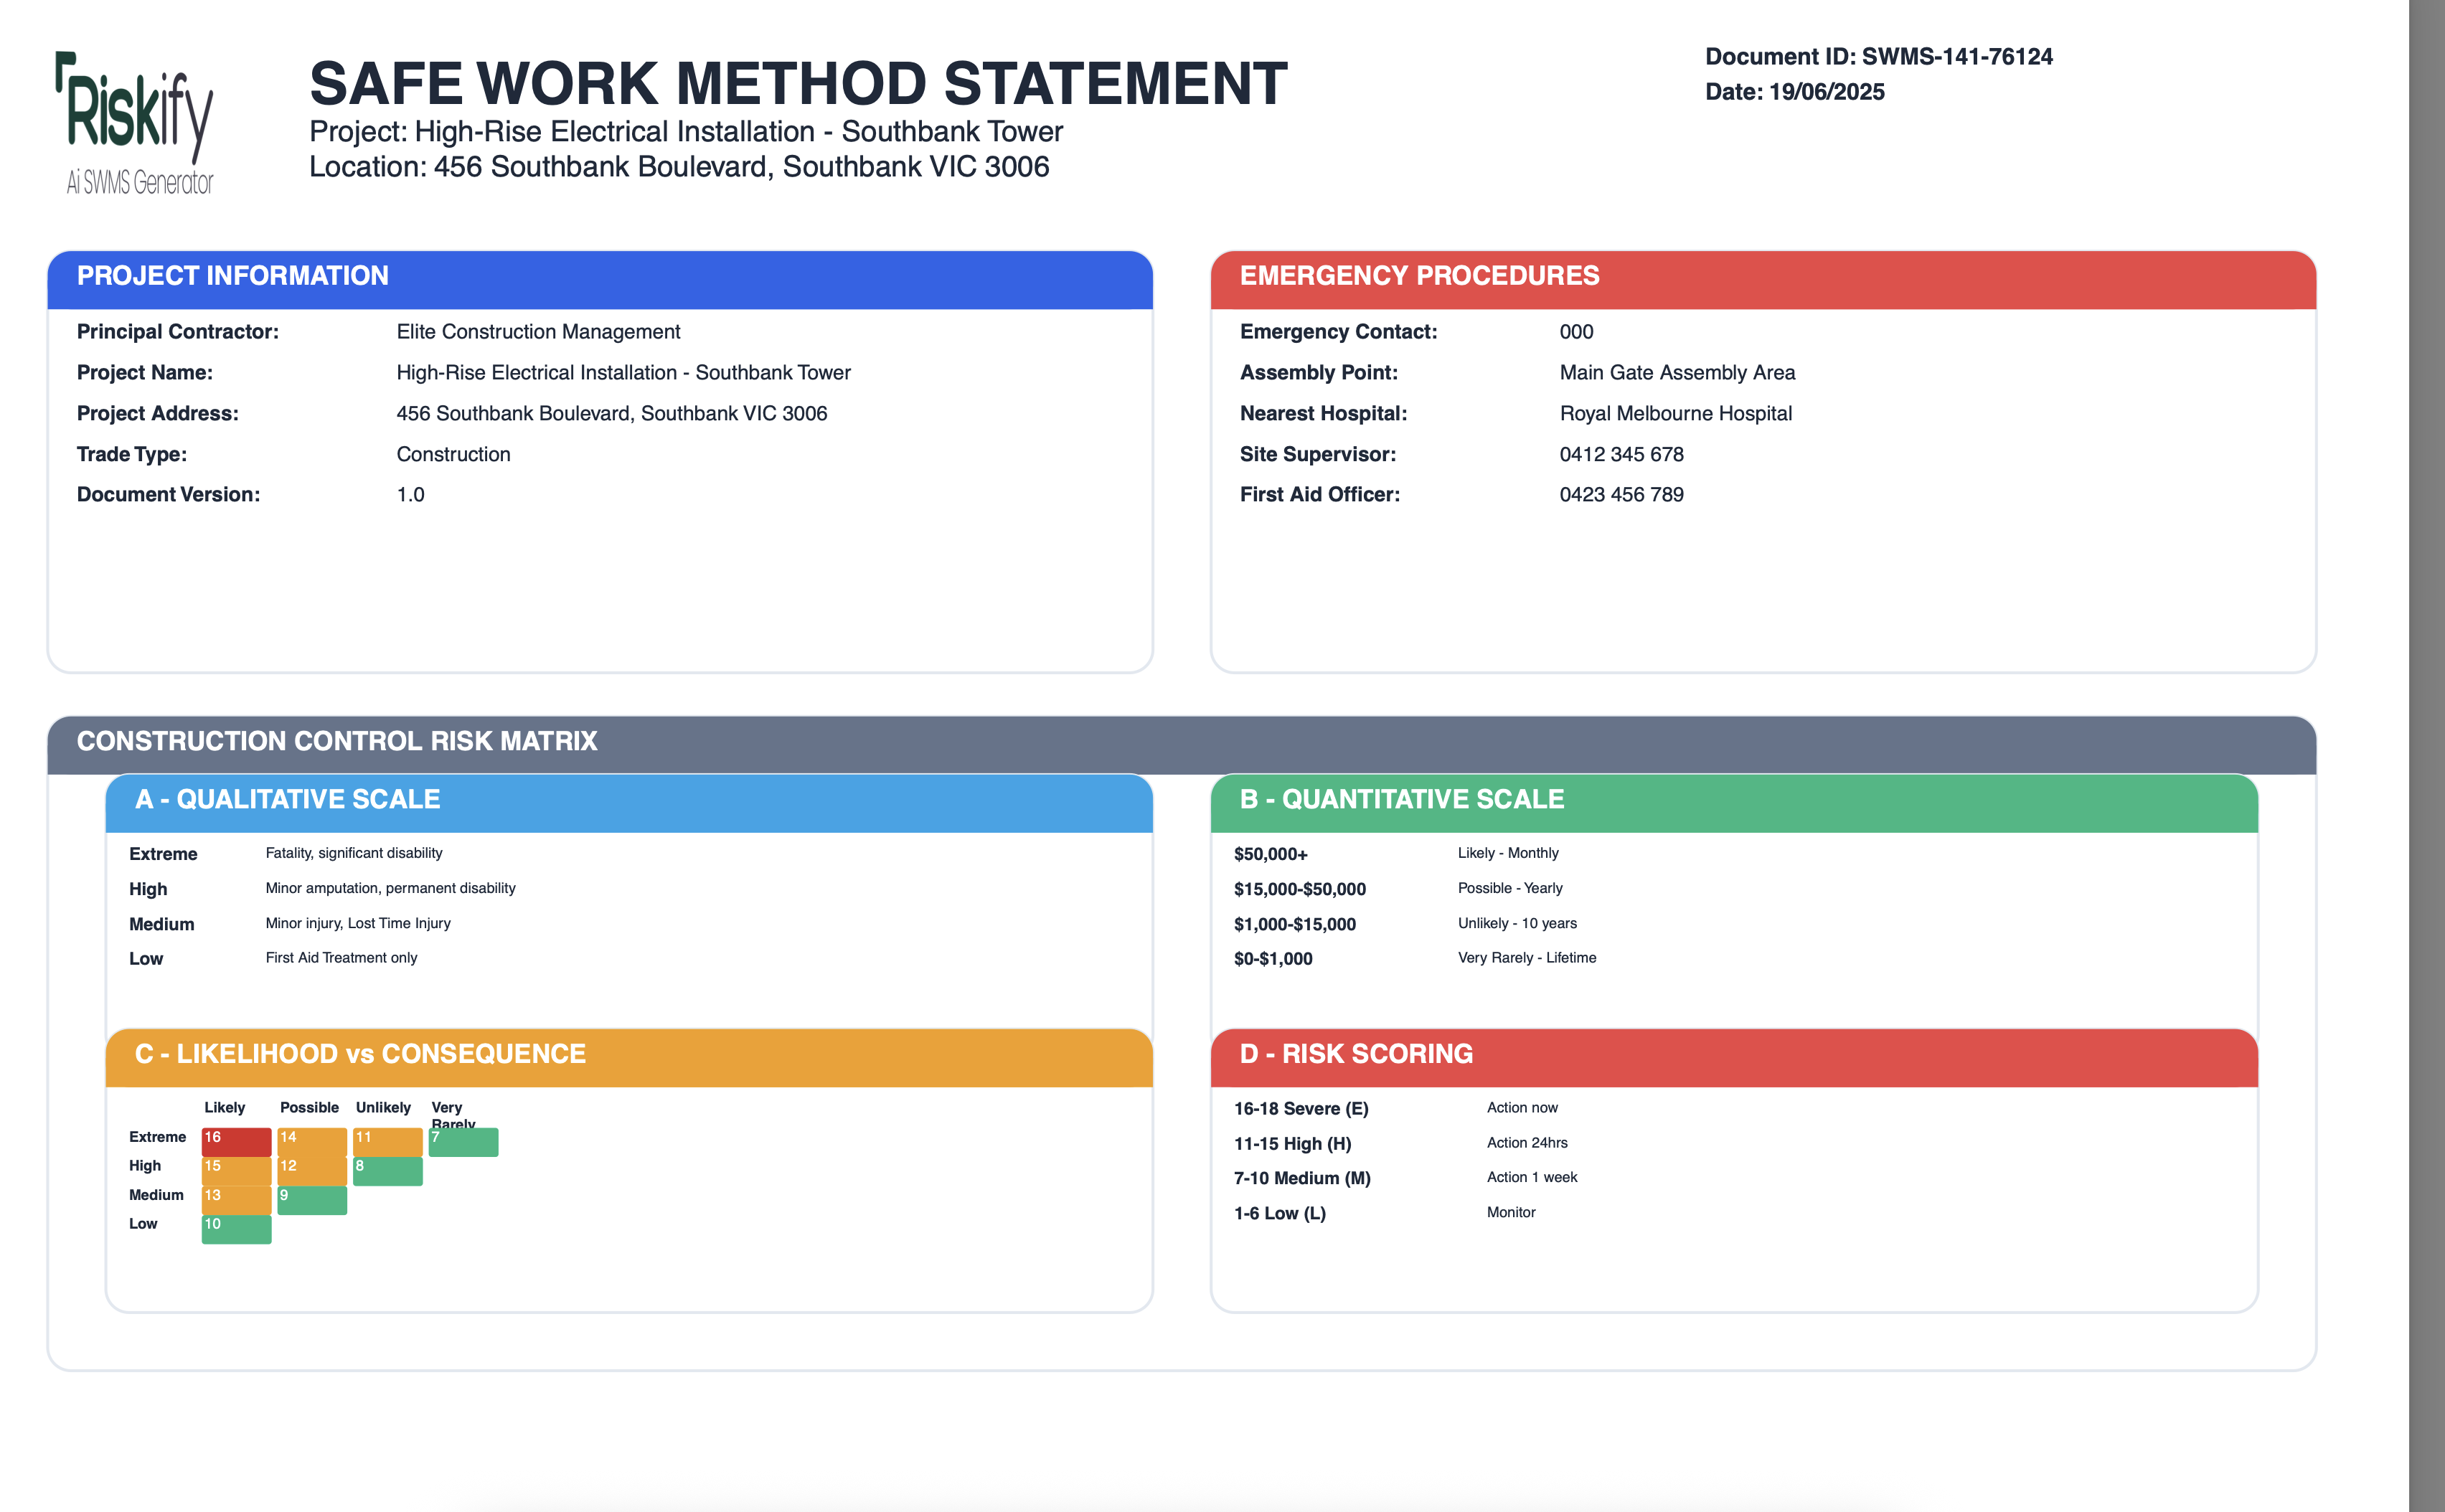 Riskify
Ai SWMS Generator
SAFE WORK METHOD STATEMENT
Project: High-Rise Electrical Installation - Southbank Tower
Location: 456 Southbank Boulevard, Southbank VIC 3006
Document ID: SWMS-141-76124
Date: 19/06/2025
PROJECT INFORMATION
Principal Contractor: Elite Construction Management
Project Name: High-Rise Electrical Installation - Southbank Tower
Project Address: 456 Southbank Boulevard, Southbank VIC 3006
Trade Type: Construction
Document Version: 1.0
EMERGENCY PROCEDURES
Emergency Contact: 000
Assembly Point: Main Gate Assembly Area
Nearest Hospital: Royal Melbourne Hospital
Site Supervisor: 0412 345 678
First Aid Officer: 0423 456 789
CONSTRUCTION CONTROL RISK MATRIX
A - QUALITATIVE SCALE
Extreme Fatality, significant disability
High Minor amputation, permanent disability
Medium Minor injury, Lost Time Injury
Low First Aid Treatment only
B - QUANTITATIVE SCALE
$50,000+ Likely - Monthly
$15,000-$50,000 Possible - Yearly
$1,000-$15,000 Unlikely - 10 years
$0-$1,000 Very Rarely - Lifetime
C - LIKELIHOOD vs CONSEQUENCE
Likely Possible Unlikely Very
Rarely
Extreme 16 14 11 7
High 15 12 8
Medium 13 9
Low 10
D - RISK SCORING
16-18 Severe (E) Action now
11-15 High (H) Action 24hrs
7-10 Medium (M) Action 1 week
1-6 Low (L) Monitor